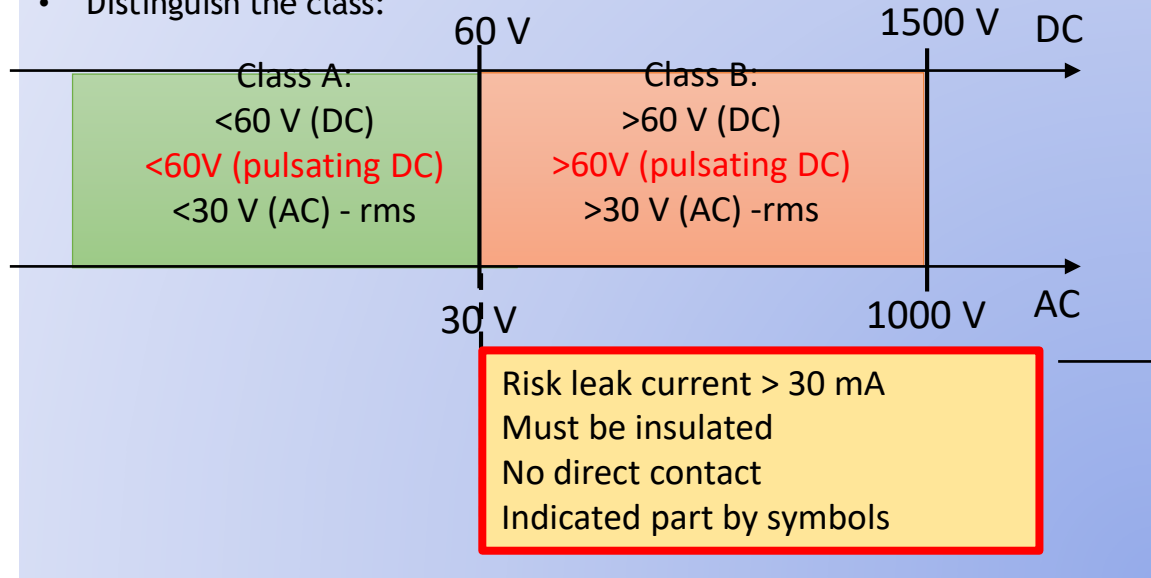 • Distinguish the class:
60 V
1500 V
DC
Class A:
<60 V (DC)
<60V (pulsating DC)
<30 V (AC) - rms
Class B:
>60 V (DC)
>60V (pulsating DC)
>30 V (AC) -rms
30 V
1000 V
AC
Risk leak current > 30 mA
Must be insulated
No direct contact
Indicated part by symbols